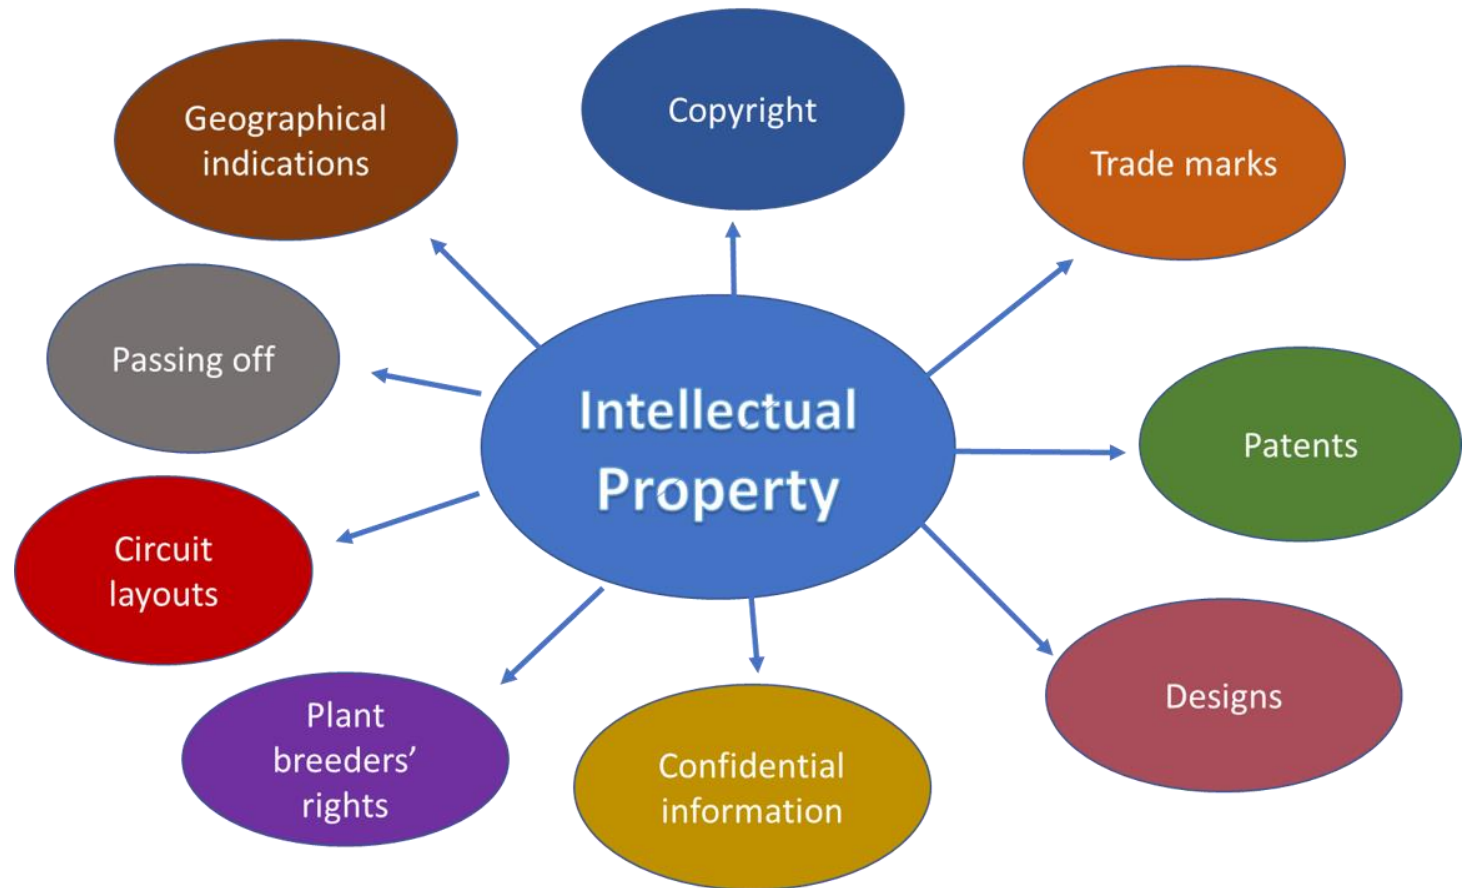 Geographical
indications
Copyright
Trade marks
Passing off
Intellectual
Property
Patents
Circuit
layouts
Designs
Plant
breeders’
rights
Confidential
information